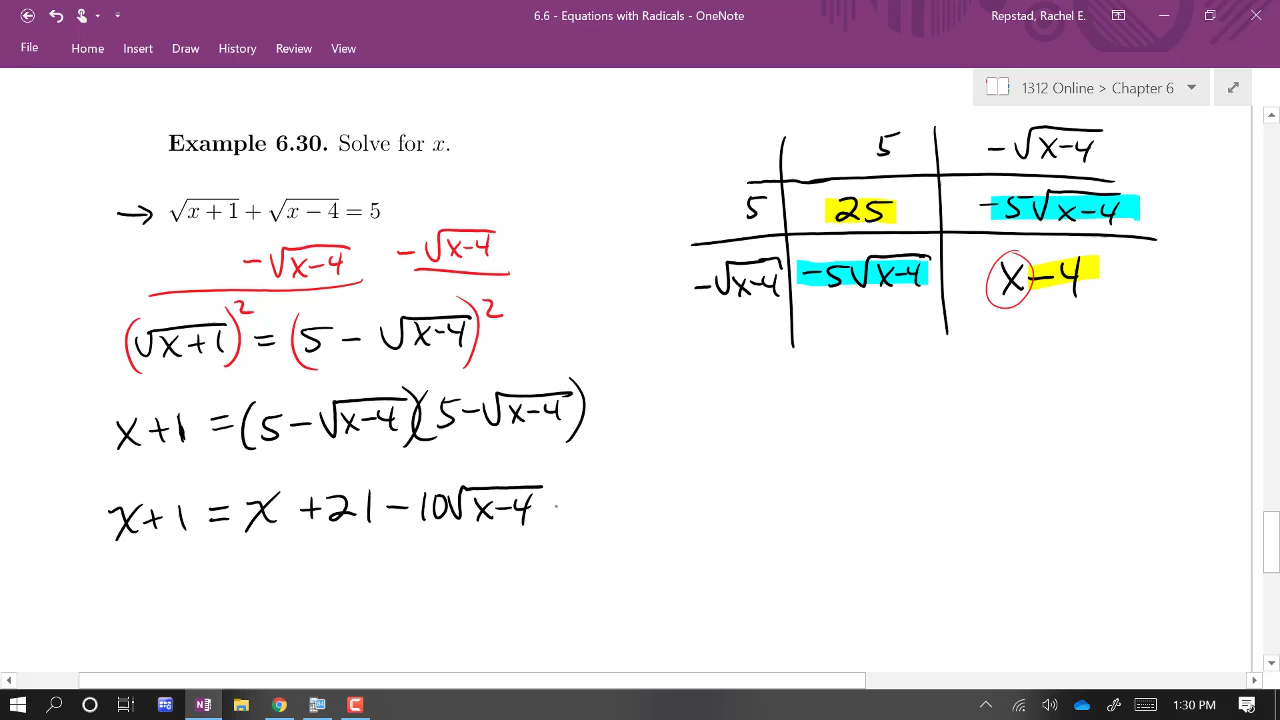 6.6 - Equations with Radicals - OneNote
Repstad, Rachel E.
File Home Insert Draw History Review View
1312 Online > Chapter 6
Example 6.30. Solve for x.
→ √(x+1) + √(x−4) = 5
−√(x−4) −√(x−4)
(√(x+1))² = (5 − √(x−4))²
x+1 = (5−√(x−4))(5−√(x−4))
x+1 = x +21 −10√(x−4)
5 −√(x−4)
5 25 −5√(x−4)
−√(x−4) −5√(x−4) x−4
1:30 PM